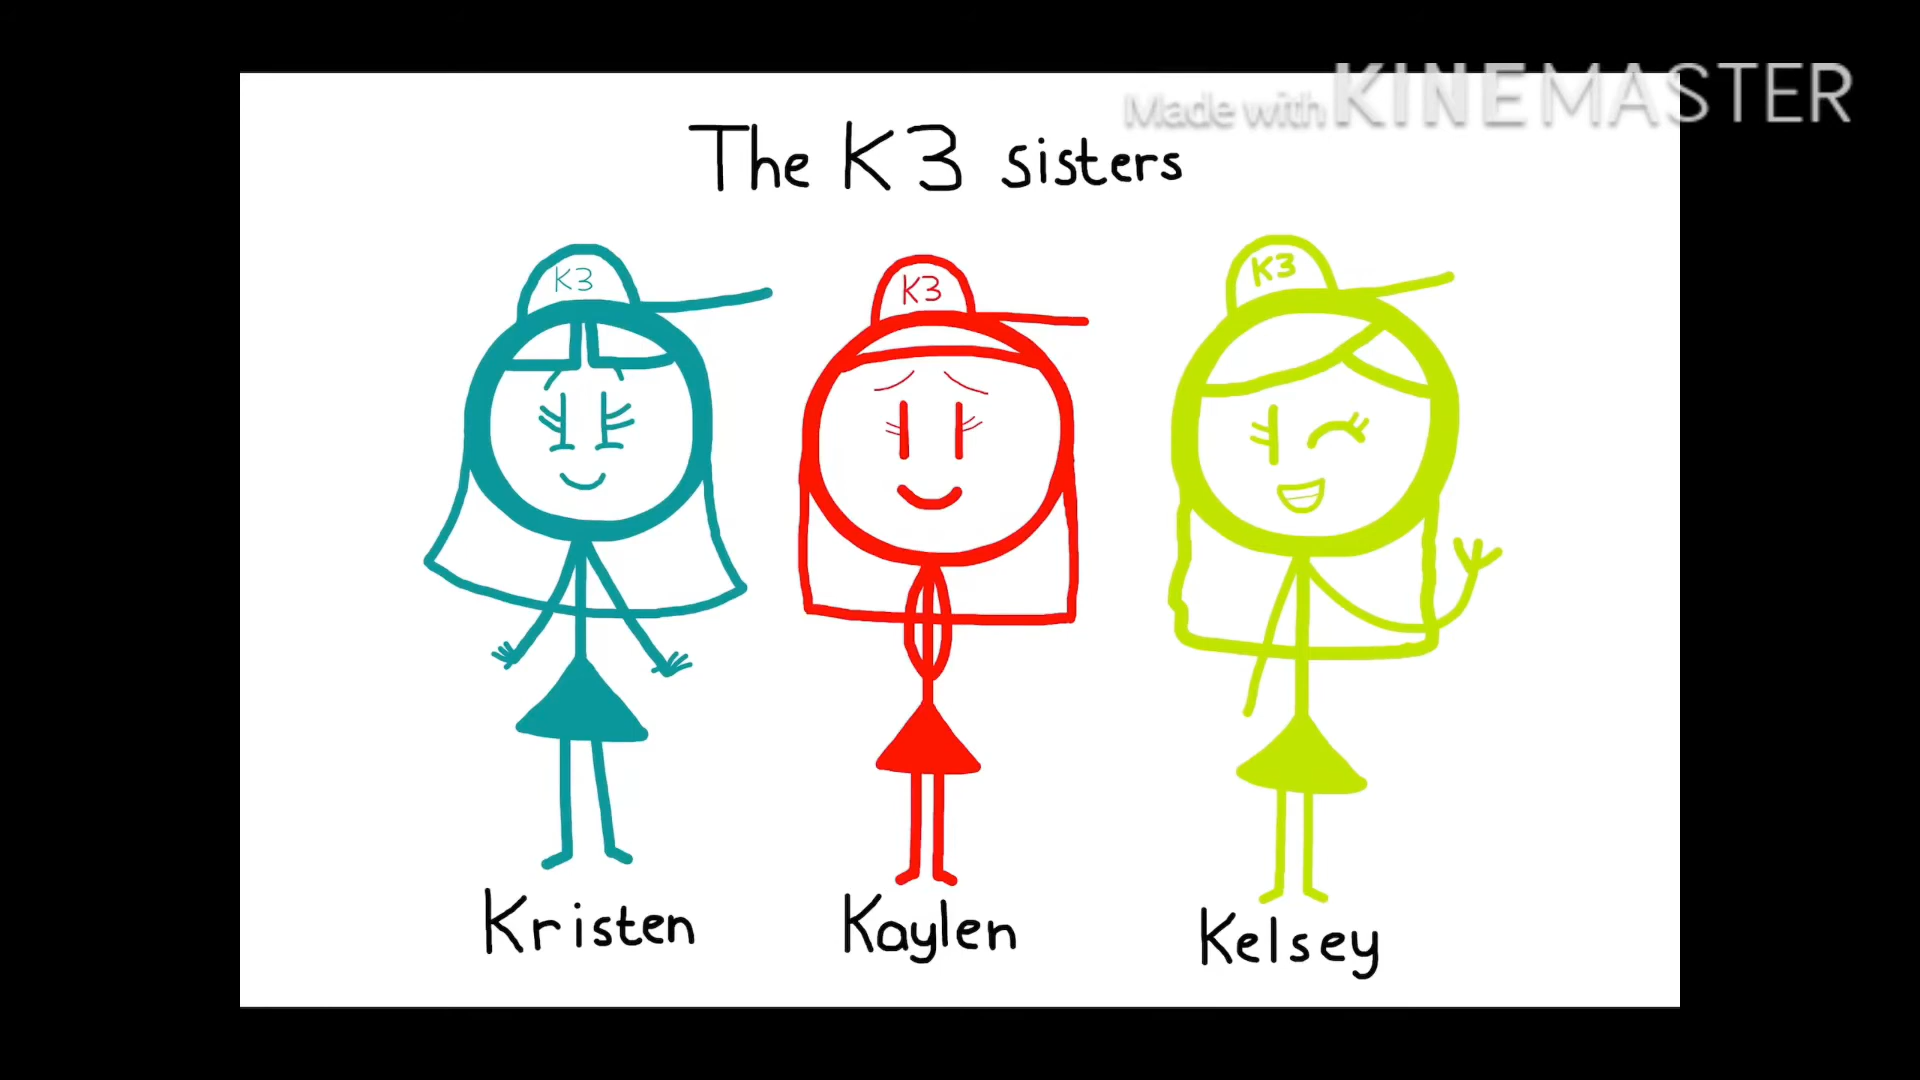 Made with KINEMASTER
The K3 sisters
K3
K3
K3
Kristen
Kaylen
Kelsey